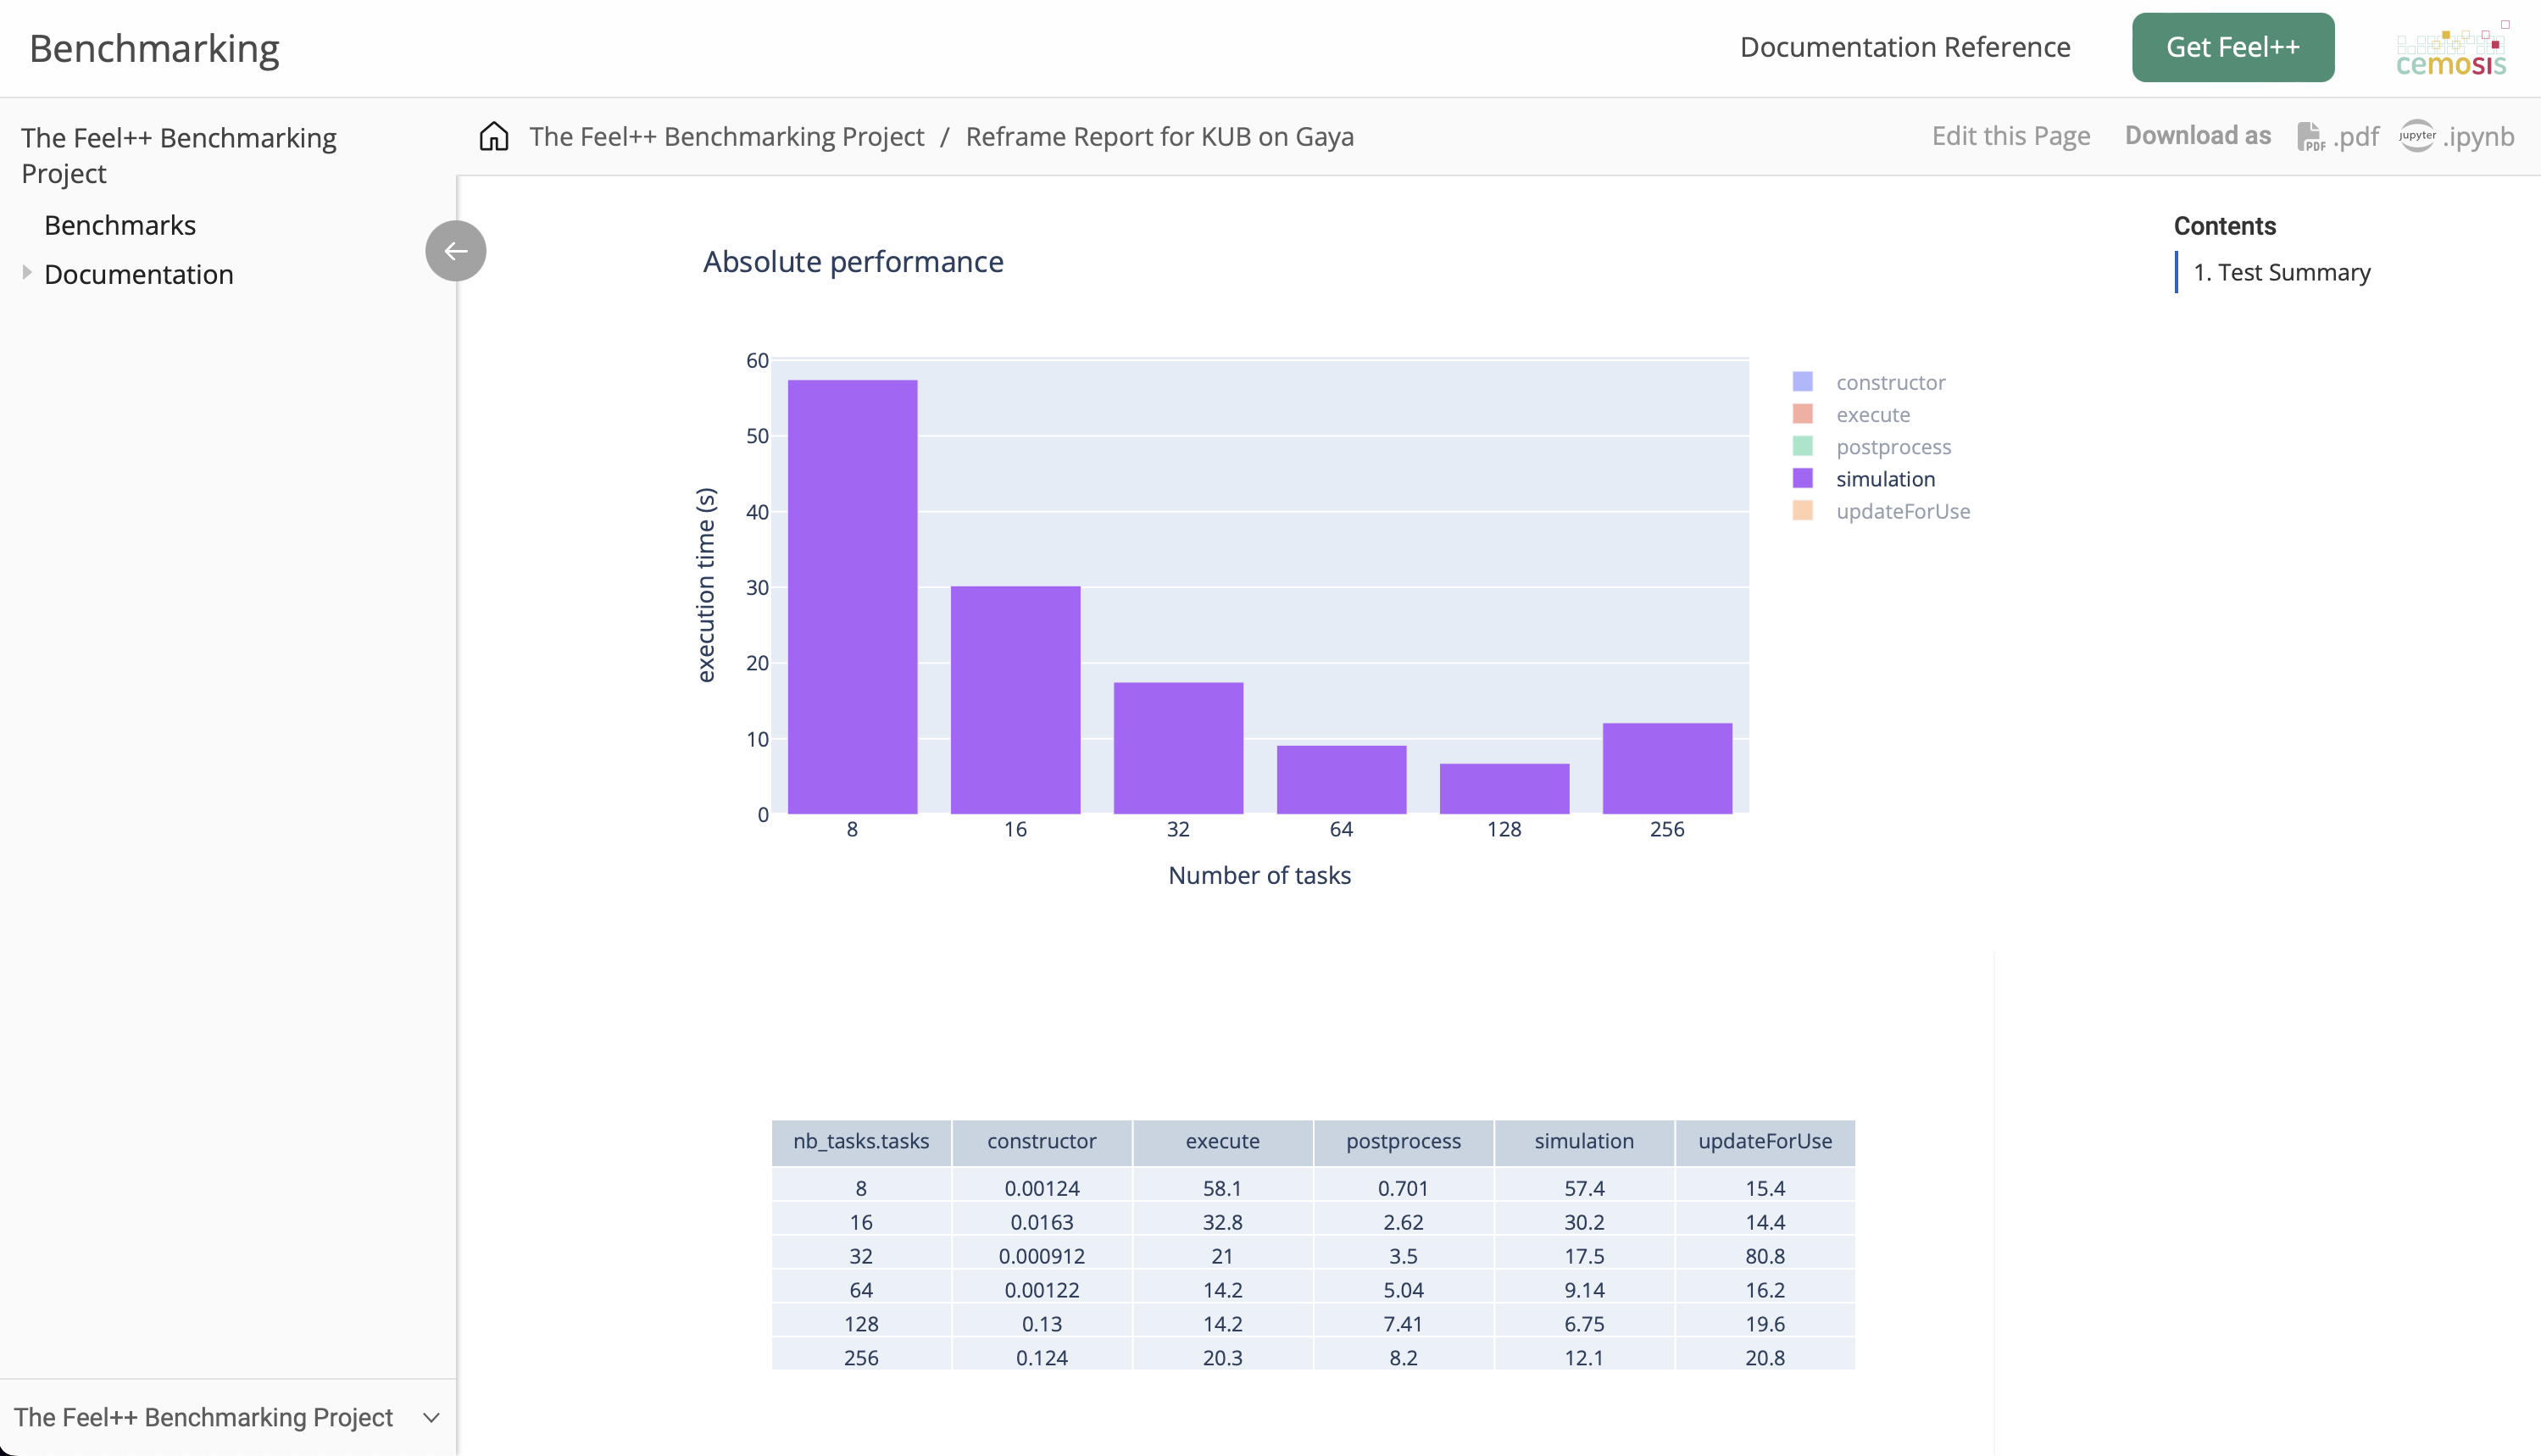 Benchmarking
Documentation Reference
Get Feel++
cemosis
The Feel++ Benchmarking
Project
Benchmarks
Documentation
The Feel++ Benchmarking Project / Reframe Report for KUB on Gaya
Edit this Page
Download as
PDF .pdf
jupyter .ipynb
Contents
1. Test Summary
Absolute performance
execution time (s)
60
50
40
30
20
10
0
8 16 32 64 128 256
Number of tasks
constructor
execute
postprocess
simulation
updateForUse
nb_tasks.tasks constructor execute postprocess simulation updateForUse
8 0.00124 58.1 0.701 57.4 15.4
16 0.0163 32.8 2.62 30.2 14.4
32 0.000912 21 3.5 17.5 80.8
64 0.00122 14.2 5.04 9.14 16.2
128 0.13 14.2 7.41 6.75 19.6
256 0.124 20.3 8.2 12.1 20.8
The Feel++ Benchmarking Project